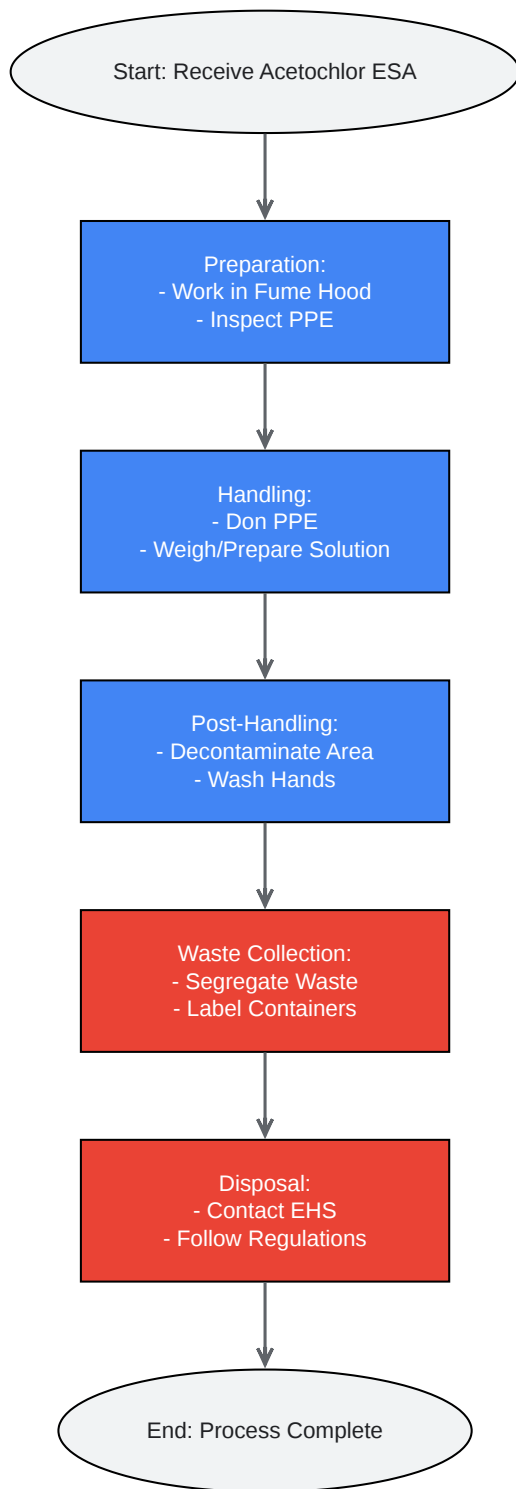 Start: Receive Acetochlor ESA
Preparation:
- Work in Fume Hood
- Inspect PPE
Handling:
- Don PPE
- Weigh/Prepare Solution
Post-Handling:
- Decontaminate Area
- Wash Hands
Waste Collection:
- Segregate Waste
- Label Containers
Disposal:
- Contact EHS
- Follow Regulations
End: Process Complete